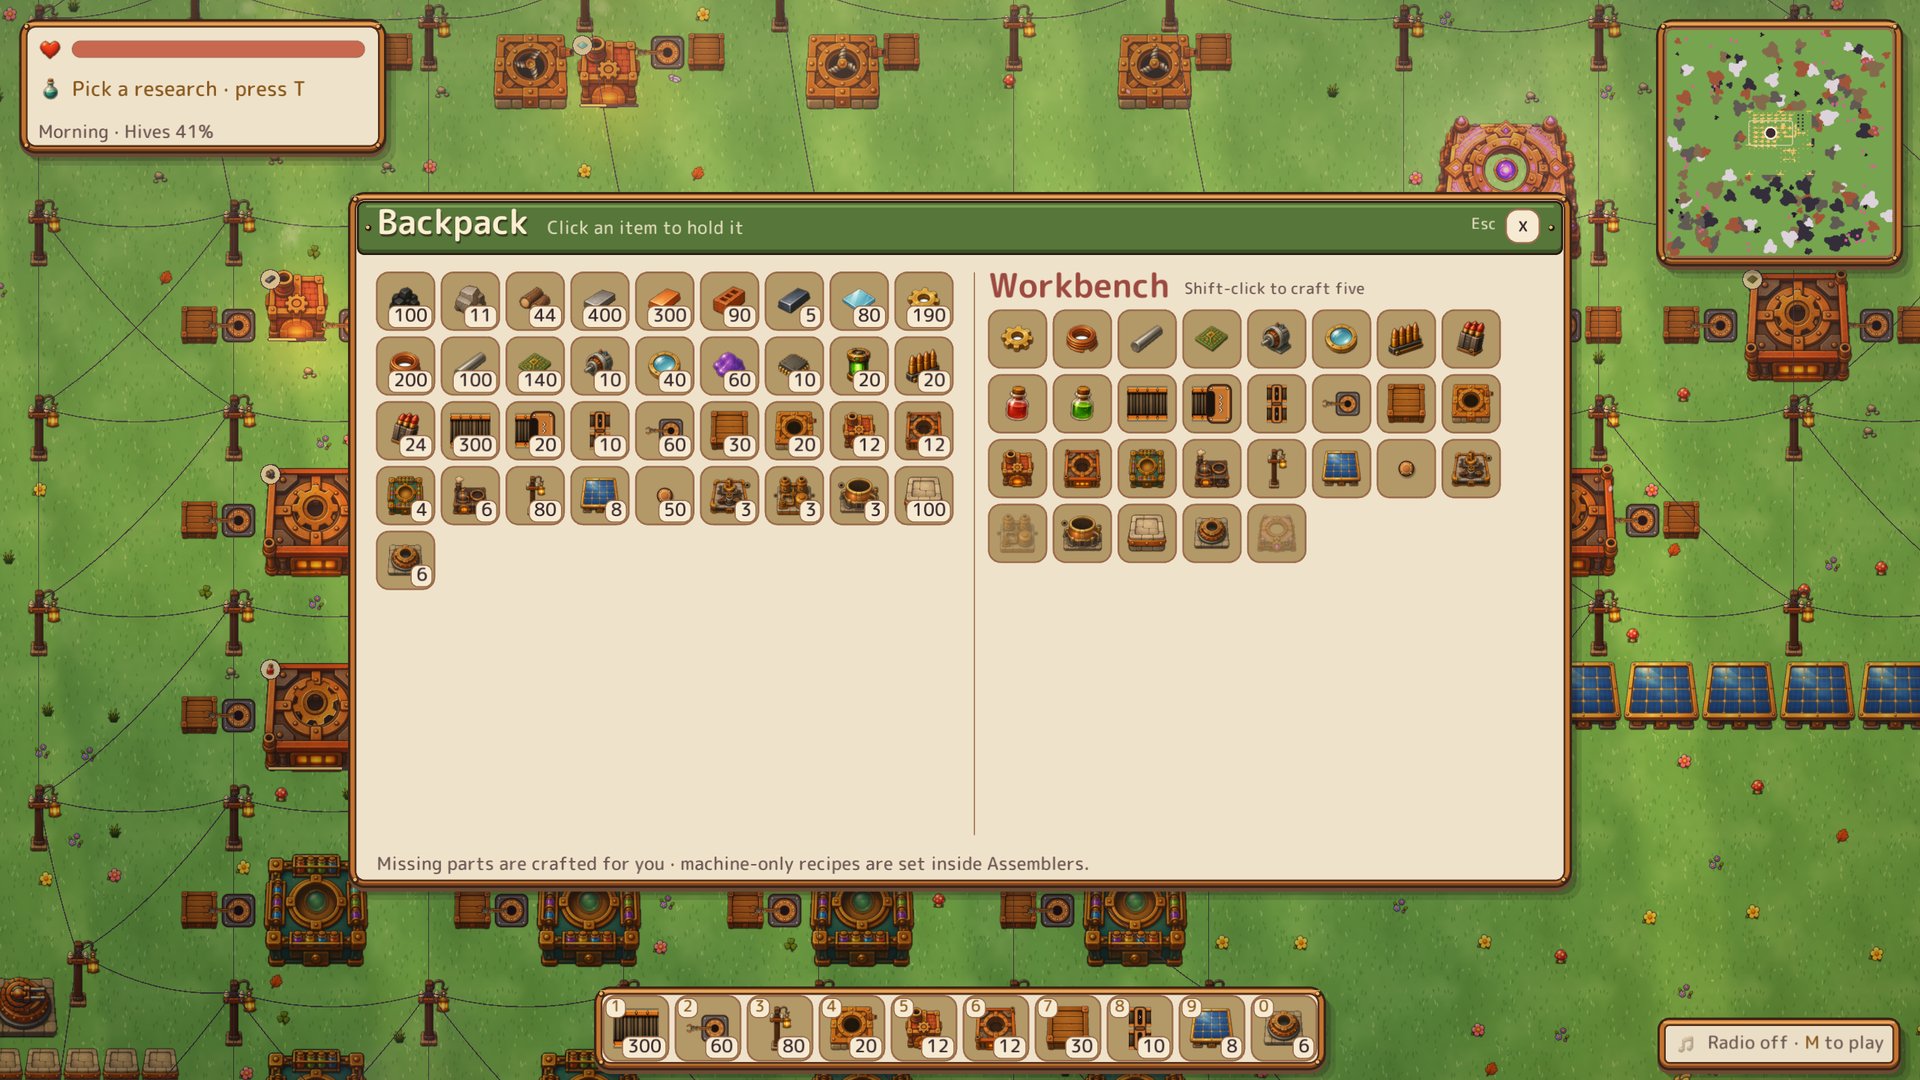 Pick a research · press T
Morning · Hives 41%
Backpack Click an item to hold it
Esc X
100 11 44 400 300 90 5 80 190
200 100 140 10 40 60 10 20 20
24 300 20 10 60 30 20 12 12
4 6 80 8 50 3 3 3 100
6
Workbench Shift-click to craft five
Missing parts are crafted for you · machine-only recipes are set inside Assemblers.
1 2 3 4 5 6 7 8 9 0
300 60 80 20 12 12 30 10 8 6
Radio off · M to play